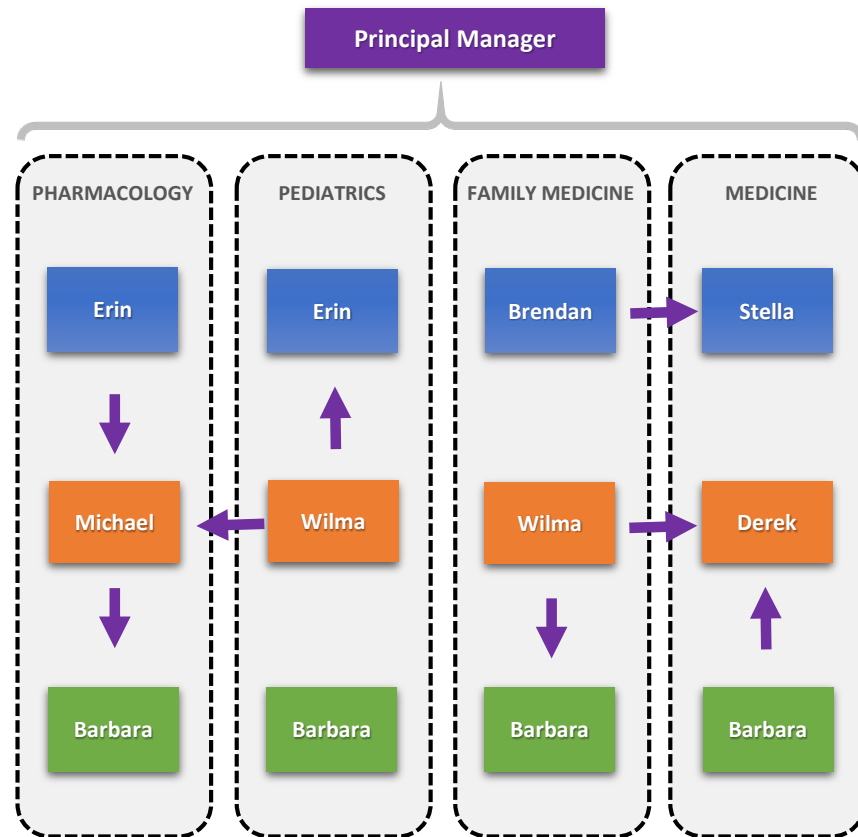 Principal Manager
PHARMACOLOGY
PEDIATRICS
FAMILY MEDICINE
MEDICINE
Erin
Erin
Brendan
Stella
Michael
Wilma
Wilma
Derek
Barbara
Barbara
Barbara
Barbara